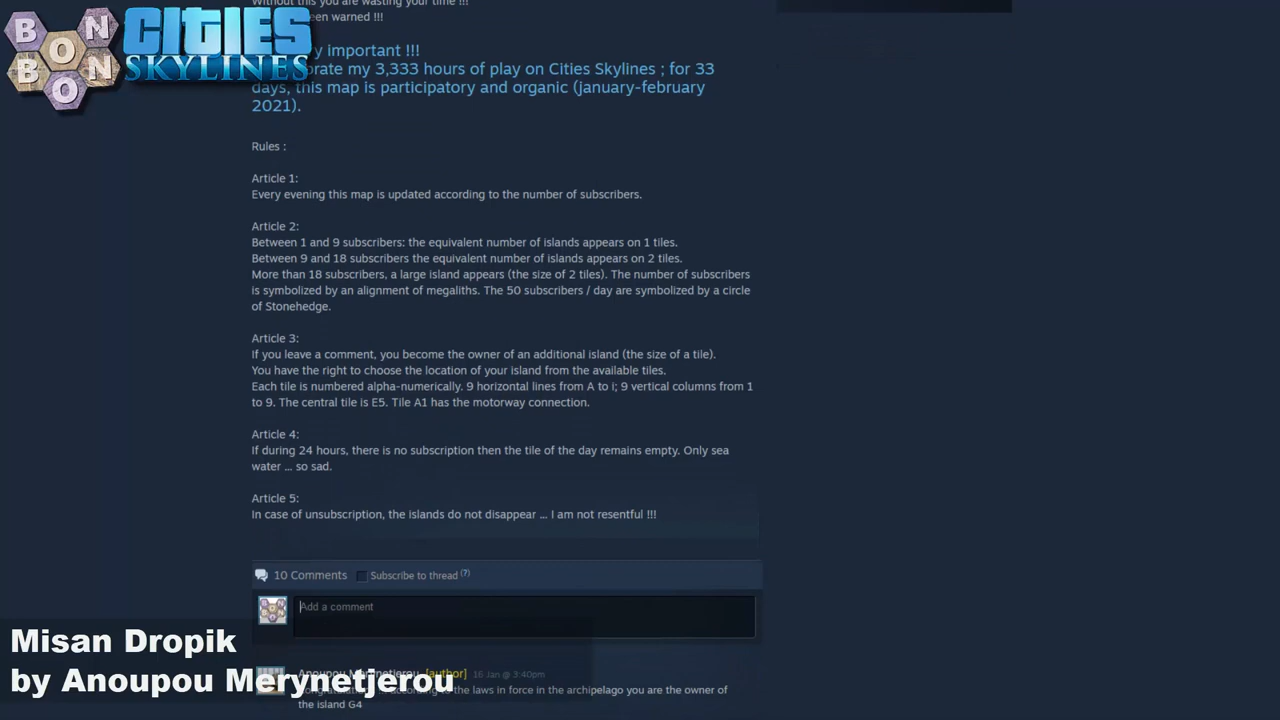 Without this you are wasting your time !!!
een warned !!!
BONBON
CITIES
SKYLINES
y important !!!
orate my 3,333 hours of play on Cities Skylines ; for 33
days, this map is participatory and organic (january-february
2021).
Rules :
Article 1:
Every evening this map is updated according to the number of subscribers.
Article 2:
Between 1 and 9 subscribers: the equivalent number of islands appears on 1 tiles.
Between 9 and 18 subscribers the equivalent number of islands appears on 2 tiles.
More than 18 subscribers, a large island appears (the size of 2 tiles). The number of subscribers
is symbolized by an alignment of megaliths. The 50 subscribers / day are symbolized by a circle
of Stonehedge.
Article 3:
If you leave a comment, you become the owner of an additional island (the size of a tile).
You have the right to choose the location of your island from the available tiles.
Each tile is numbered alpha-numerically. 9 horizontal lines from A to i; 9 vertical columns from 1
to 9. The central tile is E5. Tile A1 has the motorway connection.
Article 4:
If during 24 hours, there is no subscription then the tile of the day remains empty. Only sea
water ... so sad.
Article 5:
In case of unsubscription, the islands do not disappear ... I am not resentful !!!
10 Comments Subscribe to thread (?)
Add a comment
Misan Dropik
by Anoupou Merynetjerou
Anoupou Merynetjerou [author] 16 Jan @ 3:40pm
according to the laws in force in the archipelago you are the owner of
the island G4